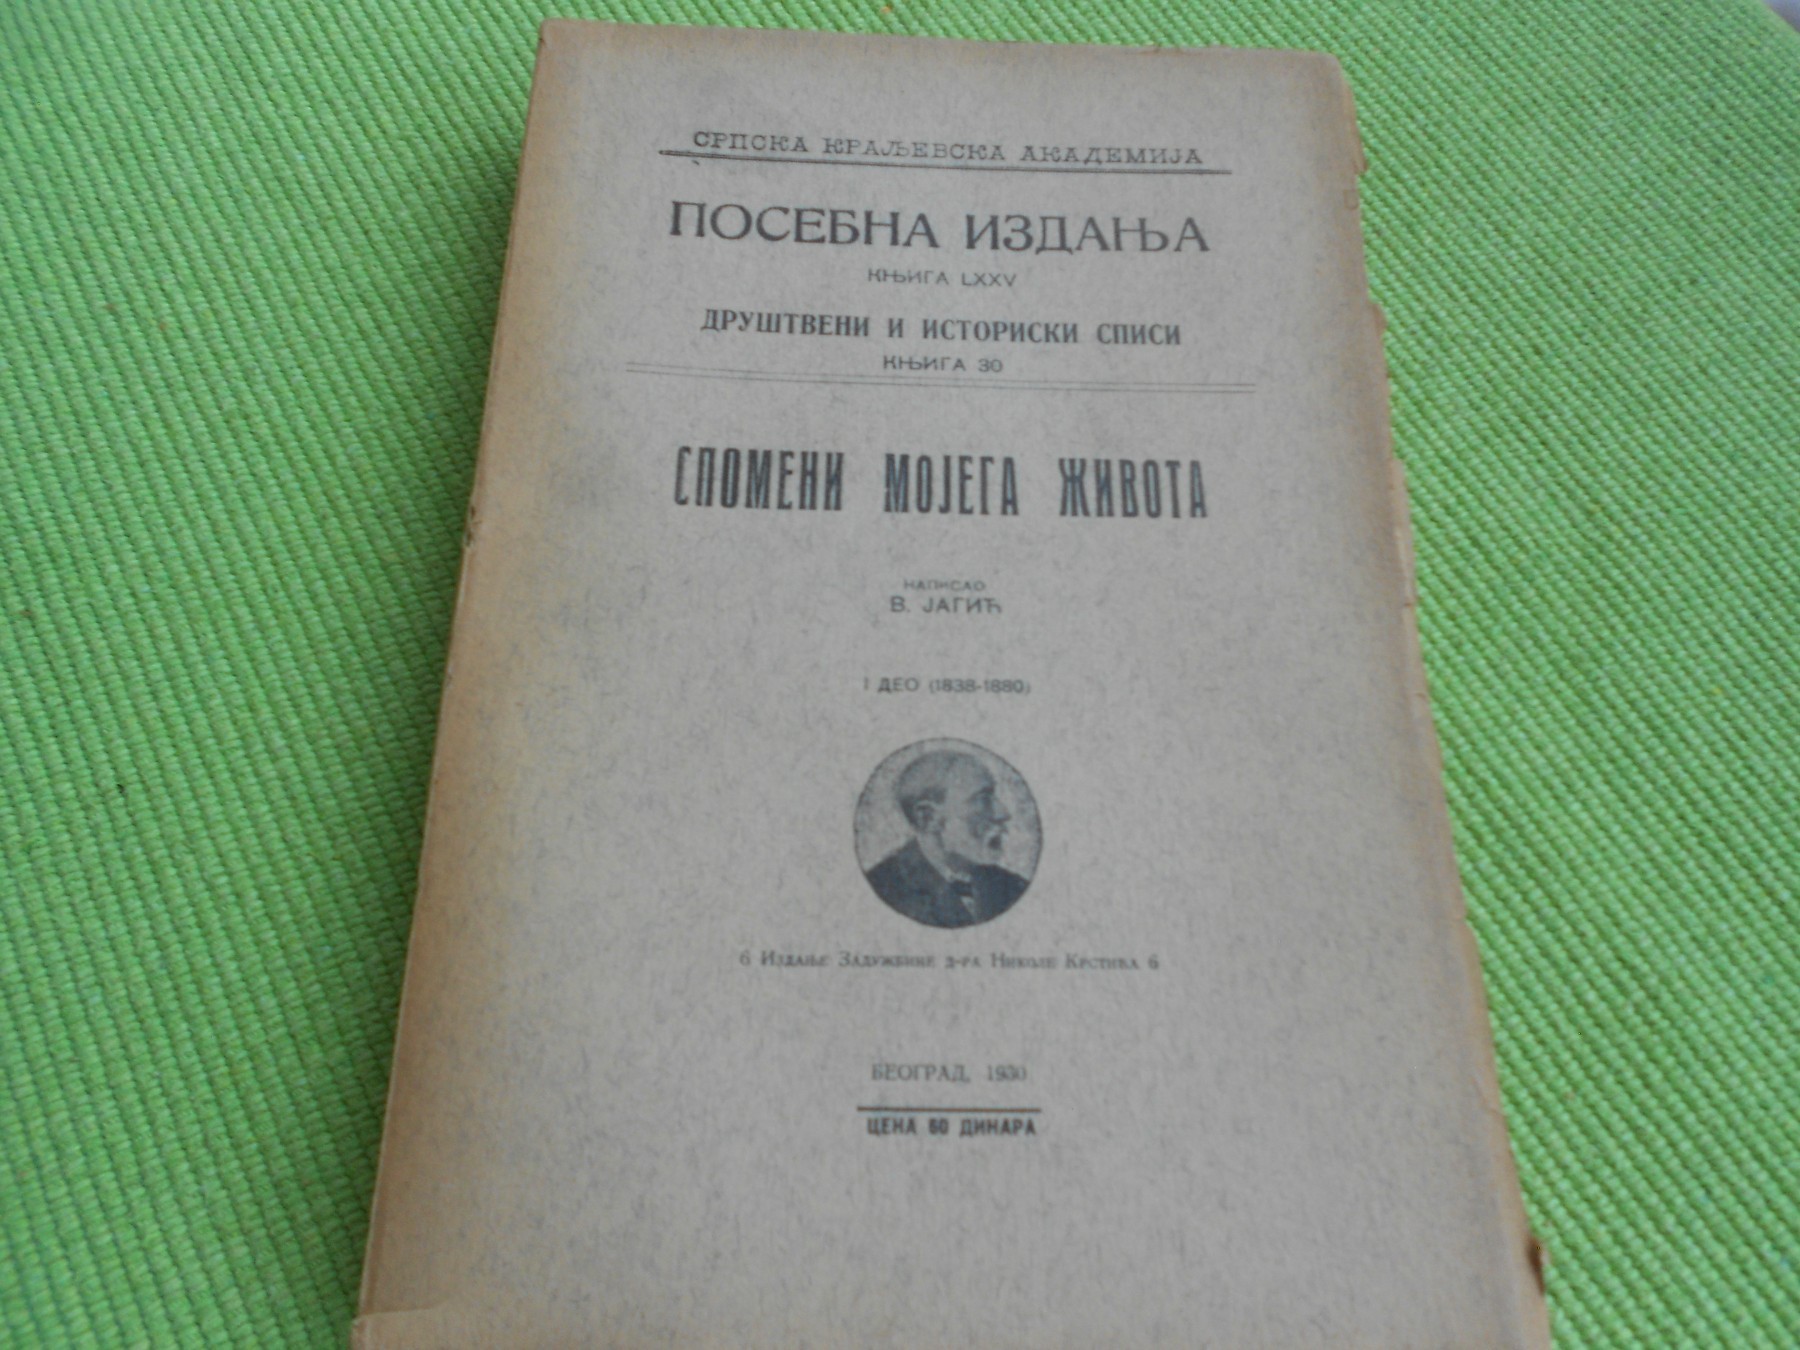 СРПСКА КРАЉЕВСКА АКАДЕМИЈА
ПОСЕБНА ИЗДАЊА
КЊИГА LXXV
ДРУШТВЕНИ И ИСТОРИСКИ СПИСИ
КЊИГА 30
СПОМЕНИ МОЈЕГА ЖИВОТА
НАПИСАО
В. ЈАГИЋ
I ДЕО (1838-1880)
6 Издање Задужбине д-ра Николе Крстића 6
БЕОГРАД, 1930
ЦЕНА 60 ДИНАРА